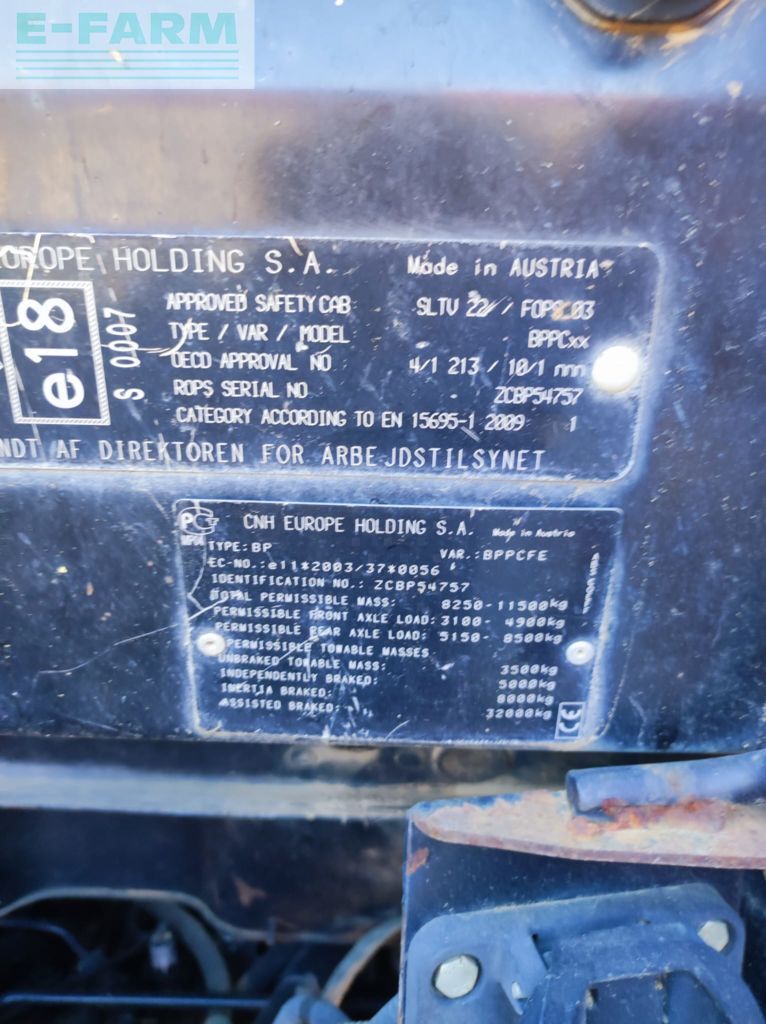 E-FARM
EUROPE HOLDING S.A. Made in AUSTRIA
e18
S 0007
APPROVED SAFETY CAB SLTV 22 / FOPS 03
TYPE / VAR / MODEL BPPCxx
OECD APPROVAL NO 4/1 213 / 10/1 nnn
ROPS SERIAL NO ZCBP54757
CATEGORY ACCORDING TO EN 15695-1 2009 1
NDT AF DIREKTOREN FOR ARBEJDSTILSYNET
CNH EUROPE HOLDING S.A. Made in Austria
TYPE: BP VAR.: BPPCFE
EC-NO.: e11*2003/37*0056
IDENTIFICATION NO.: ZCBP54757
TOTAL PERMISSIBLE MASS: 8250-11500kg
PERMISSIBLE FRONT AXLE LOAD: 3100- 4900kg
PERMISSIBLE REAR AXLE LOAD: 5150- 8500kg
PERMISSIBLE TOWABLE MASSES
UNBRAKED TOWABLE MASS: 3500kg
INDEPENDENTLY BRAKED: 5000kg
INERTIA BRAKED: 8000kg
ASSISTED BRAKED: 32000kg
CE